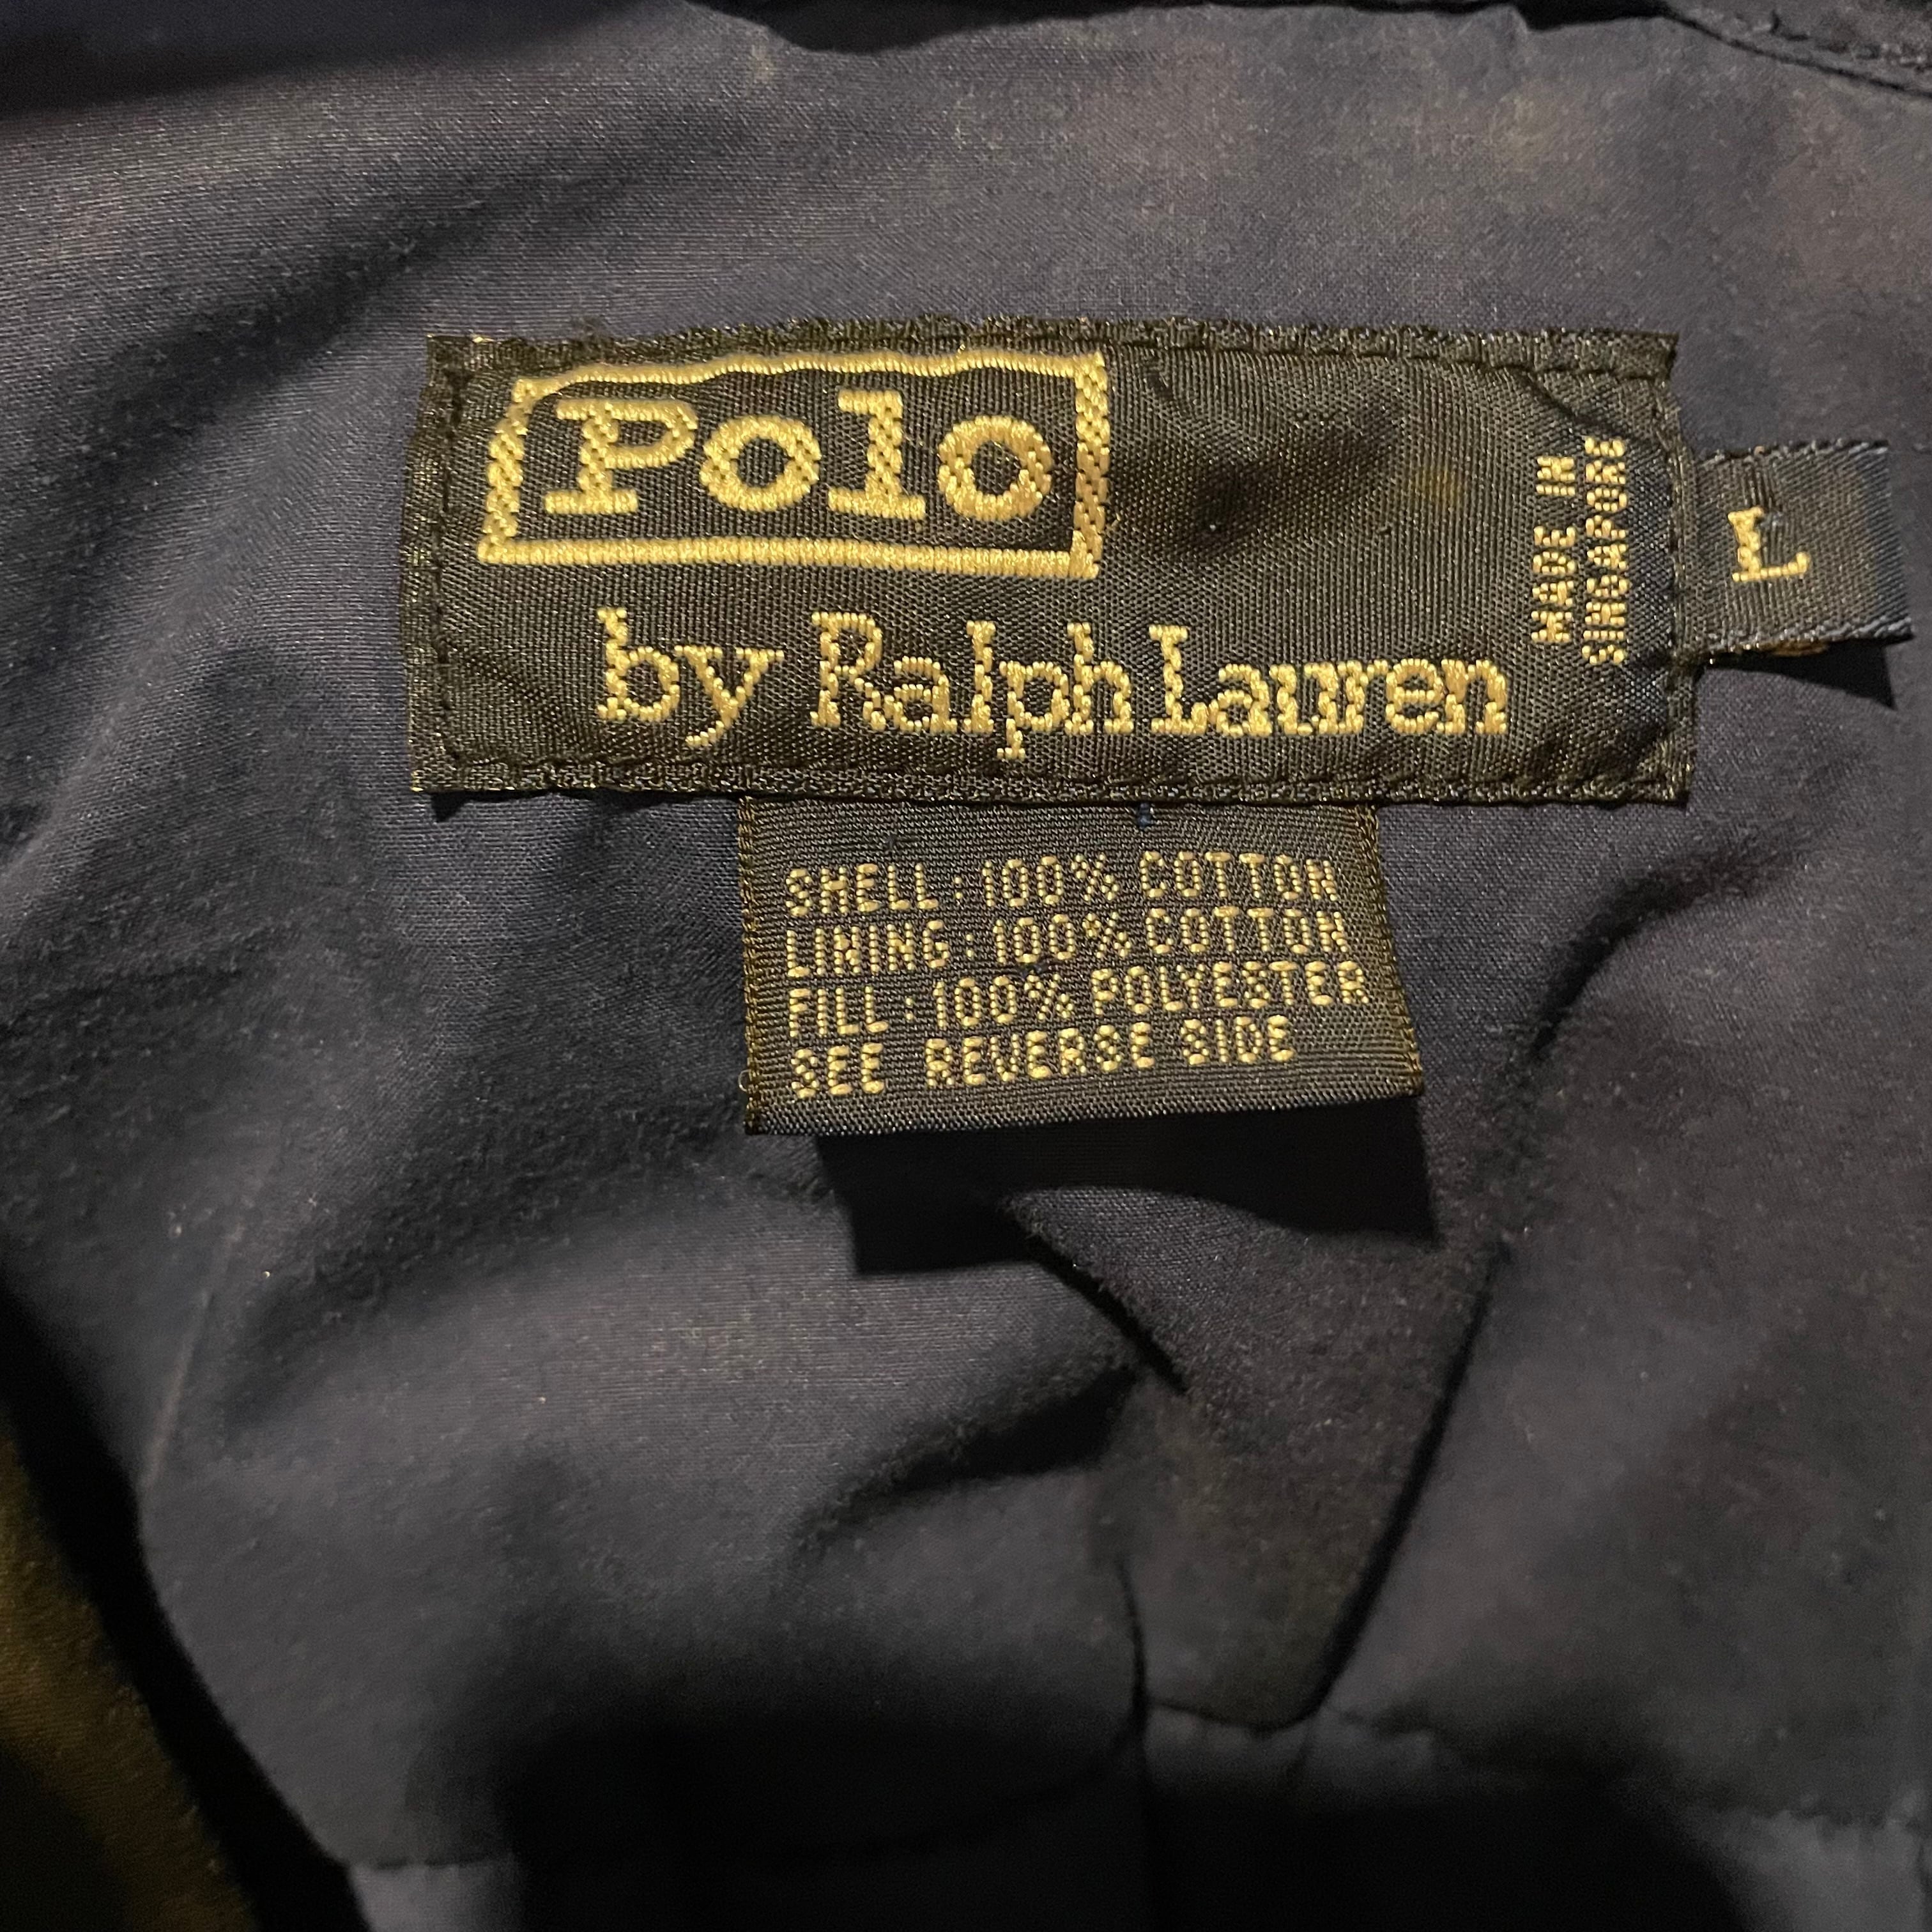 Polo
by Ralph Lauren
MADE IN
SINGAPORE
L
SHELL: 100% COTTON
LINING: 100% COTTON
FILL: 100% POLYESTER
SEE REVERSE SIDE